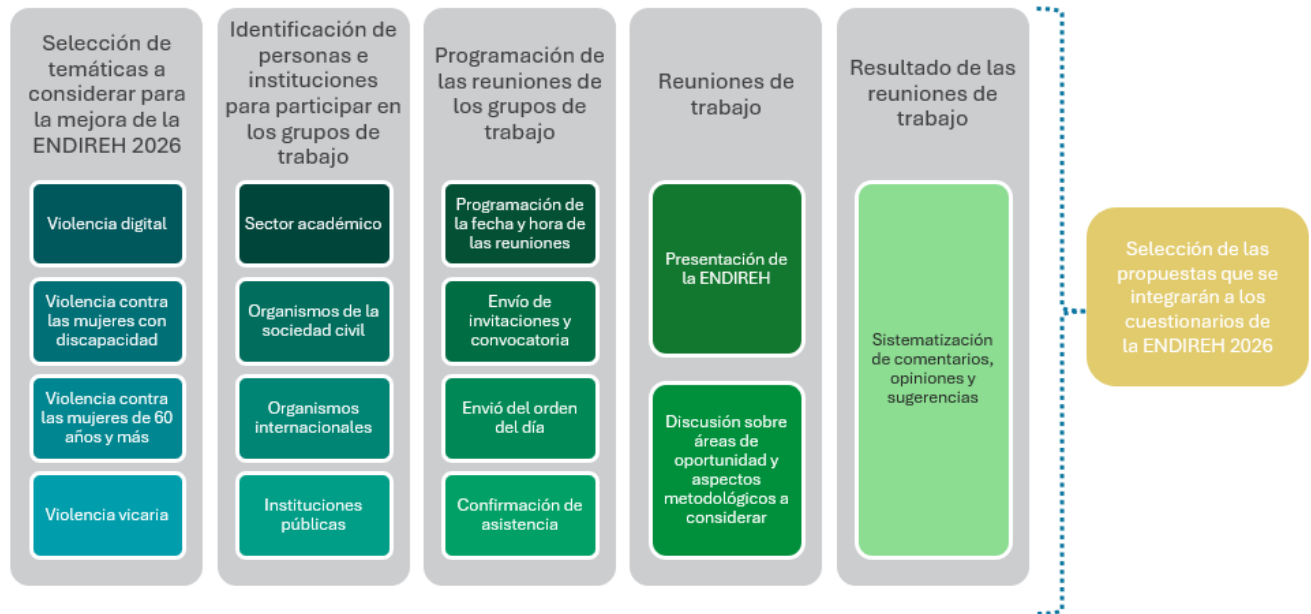 Selección de
temáticas a
considerar para
la mejora de la
ENDIREH 2026
Violencia digital
Violencia contra
las mujeres con
discapacidad
Violencia contra
las mujeres de 60
años y más
Violencia vicaria
Identificación de
personas e
instituciones
para participar en
los grupos de
trabajo
Sector académico
Organismos de la
sociedad civil
Organismos
internacionales
Instituciones
públicas
Programación de
las reuniones de
los grupos de
trabajo
Programación de
la fecha y hora de
las reuniones
Envío de
invitaciones y
convocatoria
Envió del orden
del día
Confirmación de
asistencia
Reuniones de
trabajo
Presentación de
la ENDIREH
Discusión sobre
áreas de
oportunidad y
aspectos
metodológicos a
considerar
Resultado de las
reuniones de
trabajo
Sistematización
de comentarios,
opiniones y
sugerencias
Selección de las
propuestas que se
integrarán a los
cuestionarios de
la ENDIREH 2026